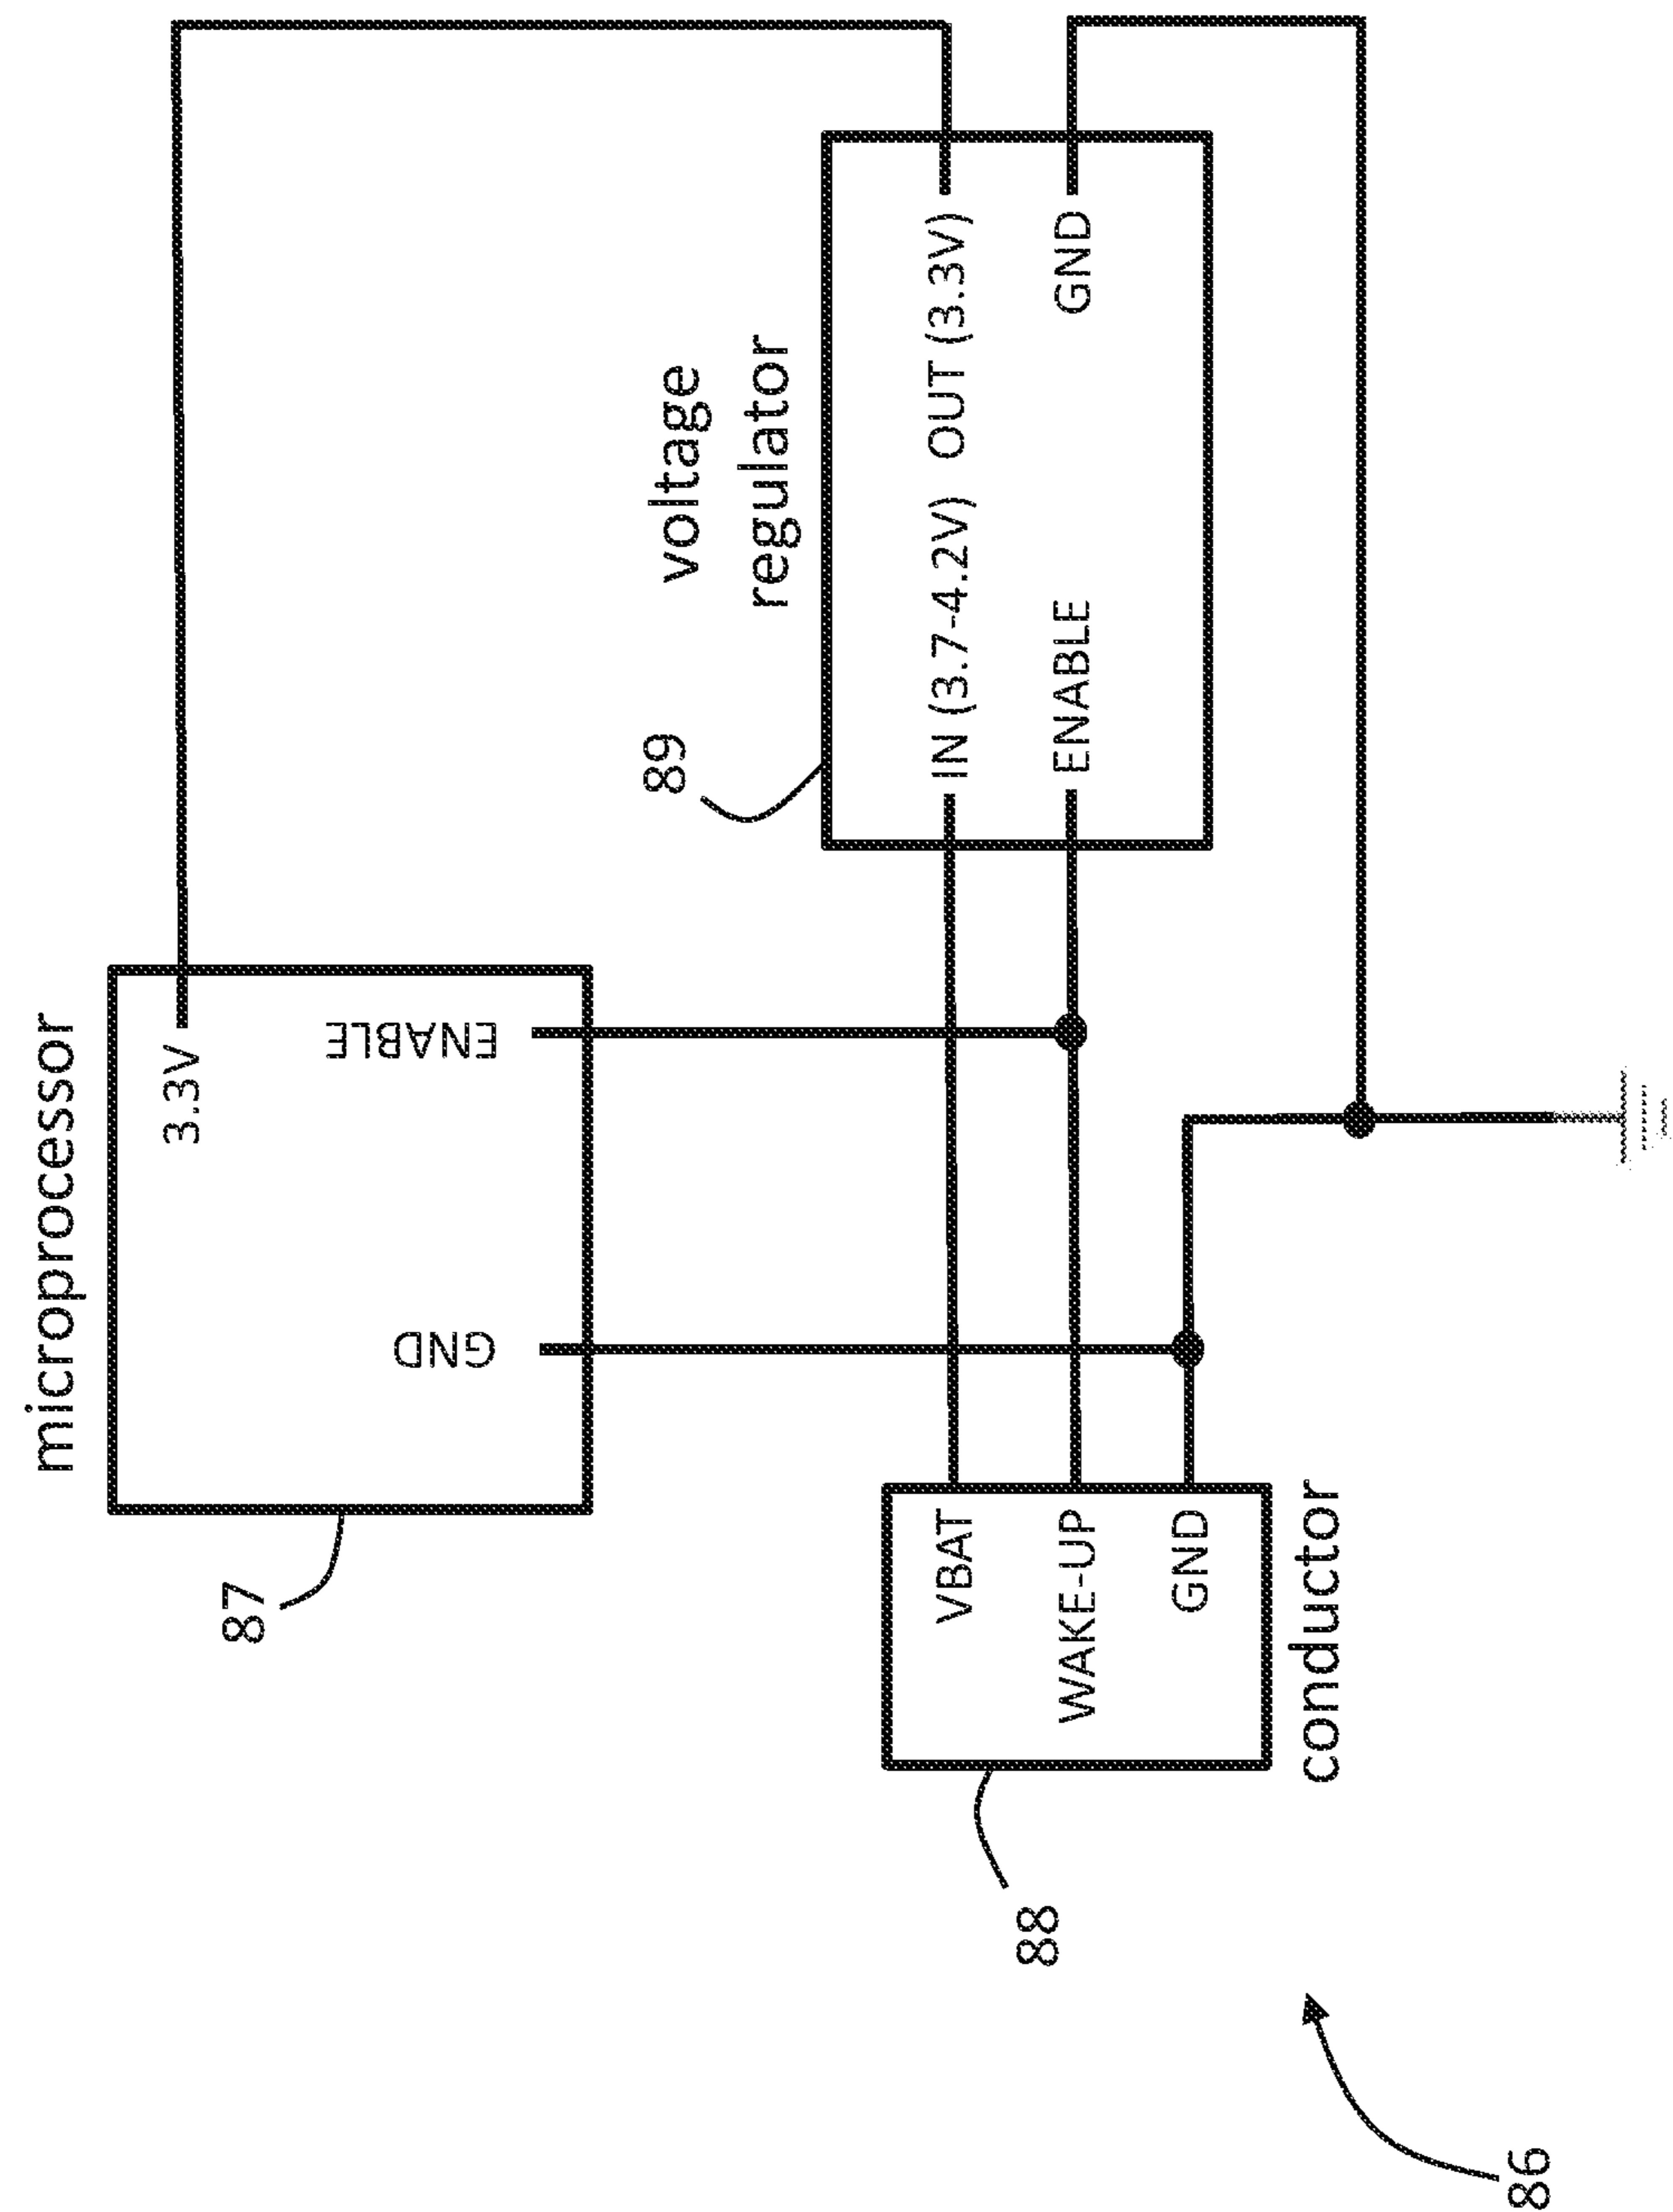 microprocessor
87
3.3V
GND
ENABLE
voltage
regulator
89
IN (3.7-4.2V) OUT (3.3V)
ENABLE
GND
VBAT
WAKE-UP
GND
conductor
88
86